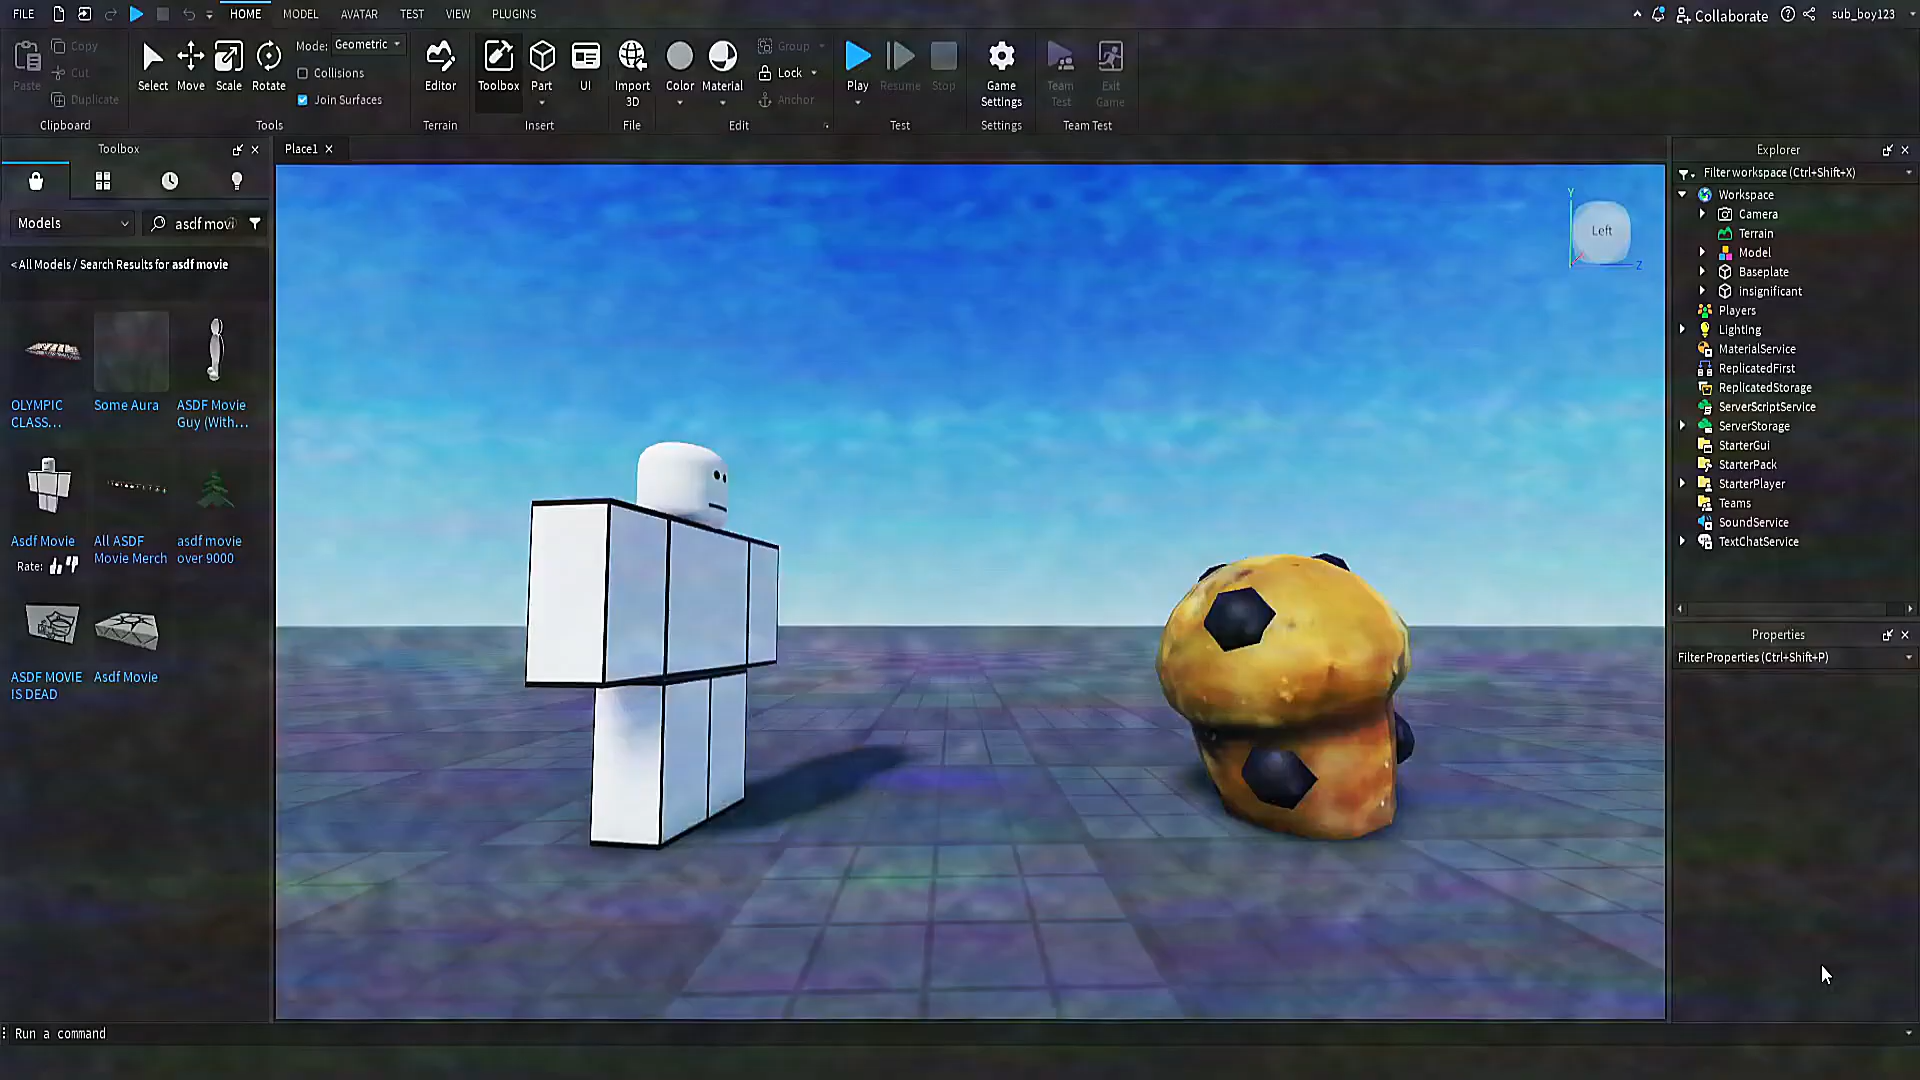 FILE
HOME
MODEL
AVATAR
TEST
VIEW
PLUGINS
Collaborate
sub_boy123
Paste
Copy
Cut
Duplicate
Clipboard
Select
Move
Scale
Rotate
Mode: Geometric
Collisions
Join Surfaces
Tools
Editor
Terrain
Toolbox
Part
UI
Insert
Import
3D
File
Color
Material
Group
Lock
Anchor
Edit
Play
Resume
Stop
Test
Game
Settings
Settings
Team
Test
Exit
Game
Team Test
Toolbox
Models
asdf movi
< All Models / Search Results for asdf movie
OLYMPIC
CLASS...
Some Aura
ASDF Movie
Guy (With...
Asdf Movie
Rate:
All ASDF
Movie Merch
asdf movie
over 9000
ASDF MOVIE
IS DEAD
Asdf Movie
Place1
Y
Left
Z
Explorer
Filter workspace (Ctrl+Shift+X)
Workspace
Camera
Terrain
Model
Baseplate
insignificant
Players
Lighting
MaterialService
ReplicatedFirst
ReplicatedStorage
ServerScriptService
ServerStorage
StarterGui
StarterPack
StarterPlayer
Teams
SoundService
TextChatService
Properties
Filter Properties (Ctrl+Shift+P)
Run a command